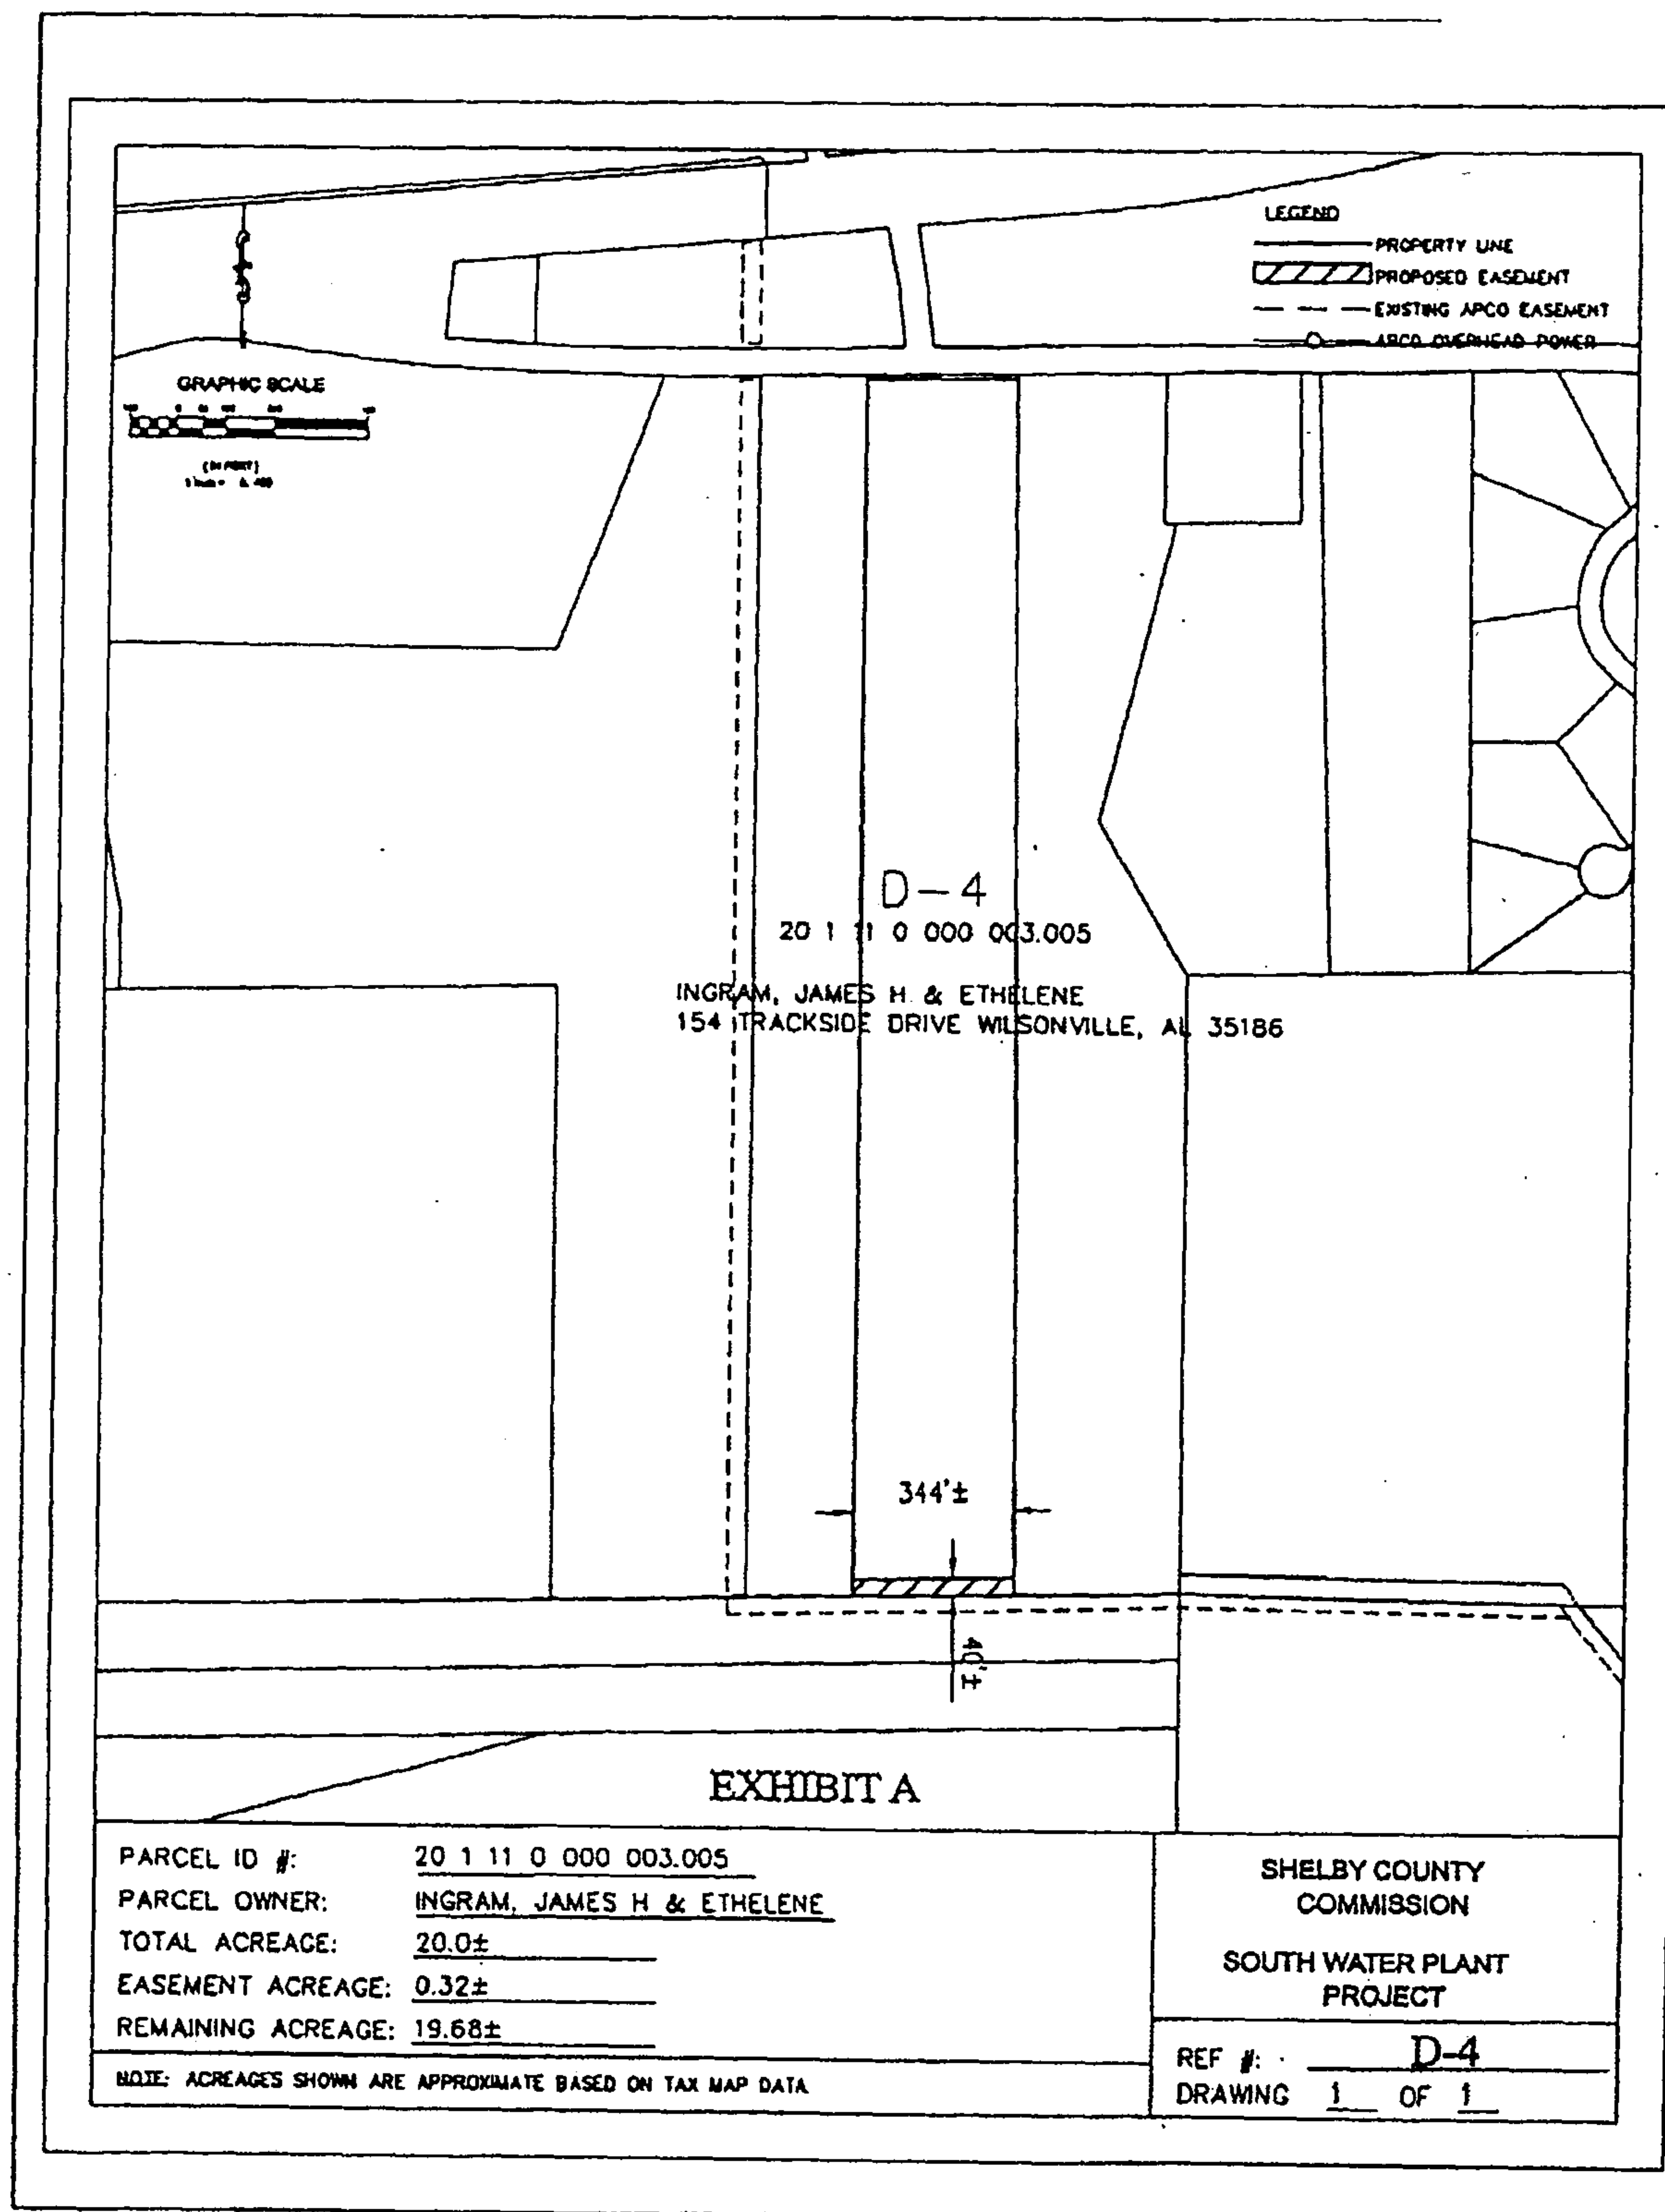 LEGEND
PROPERTY LINE
PROPOSED EASEMENT
EXISTING APCO EASEMENT
APCO OVERHEAD POWER
GRAPHIC SCALE
D-4
20 1 11 0 000 003.005
INGRAM, JAMES H. & ETHELENE
154 TRACKSIDE DRIVE WILSONVILLE, AL 35186
344'±
40'±
EXHIBIT A
PARCEL ID #: 20 1 11 0 000 003.005
PARCEL OWNER: INGRAM, JAMES H & ETHELENE
TOTAL ACREAGE: 20.0±
EASEMENT ACREAGE: 0.32±
REMAINING ACREAGE: 19.68±
NOTE: ACREAGES SHOWN ARE APPROXIMATE BASED ON TAX MAP DATA
SHELBY COUNTY
COMMISSION
SOUTH WATER PLANT
PROJECT
REF #: D-4
DRAWING 1 OF 1